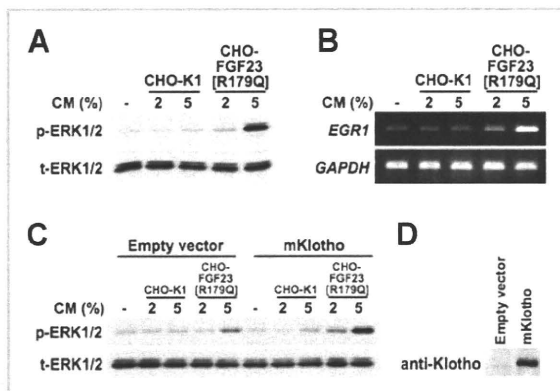 A
CHO-K1
CHO-
FGF23
[R179Q]
CM (%) - 2 5 2 5
p-ERK1/2
t-ERK1/2
B
CHO-K1
CHO-
FGF23
[R179Q]
CM (%) - 2 5 2 5
EGR1
GAPDH
C
Empty vector mKlotho
CHO-K1 CHO-
FGF23
[R179Q] CHO-K1 CHO-
FGF23
[R179Q]
CM (%) - 2 5 2 5 - 2 5 2 5
p-ERK1/2
t-ERK1/2
D
Empty vector
mKlotho
anti-Klotho